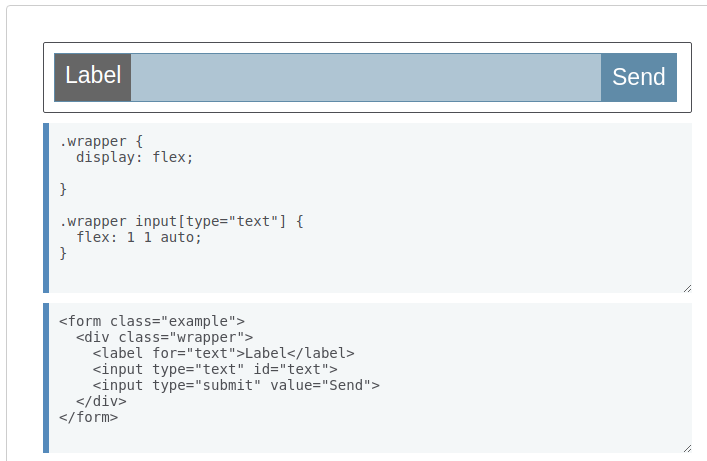 Label Send
.wrapper {
  display: flex;
}
.wrapper input[type="text"] {
  flex: 1 1 auto;
}
<form class="example">
  <div class="wrapper">
    <label for="text">Label</label>
    <input type="text" id="text">
    <input type="submit" value="Send">
  </div>
</form>